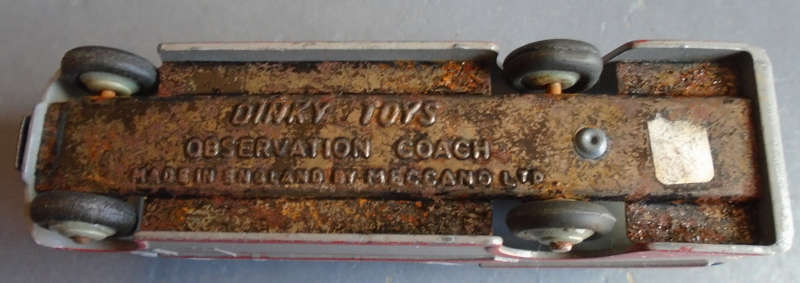 DINKY TOYS
OBSERVATION COACH
MADE IN ENGLAND BY MECCANO LTD